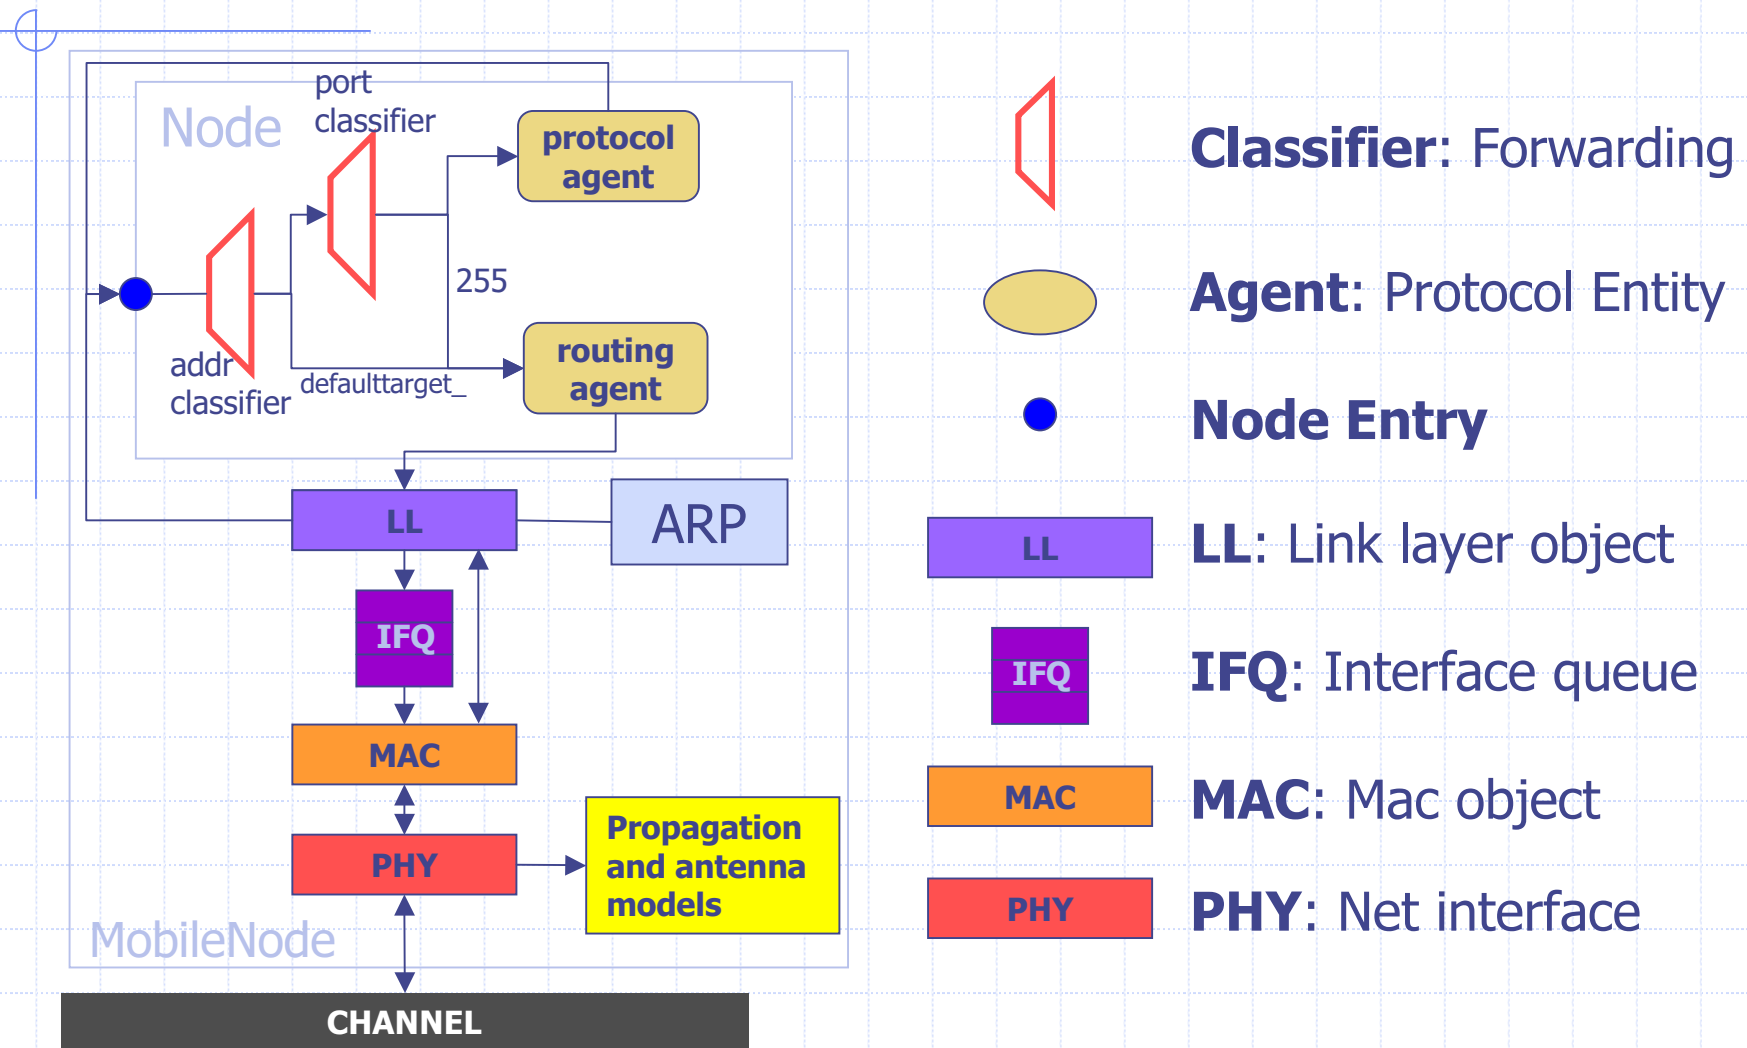 port
classifier
Node
protocol
agent
255
addr
classifier
defaulttarget_
routing
agent
LL
ARP
IFQ
MAC
PHY
Propagation
and antenna
models
MobileNode
CHANNEL
Classifier: Forwarding
Agent: Protocol Entity
Node Entry
LL
LL: Link layer object
IFQ
IFQ: Interface queue
MAC
MAC: Mac object
PHY
PHY: Net interface